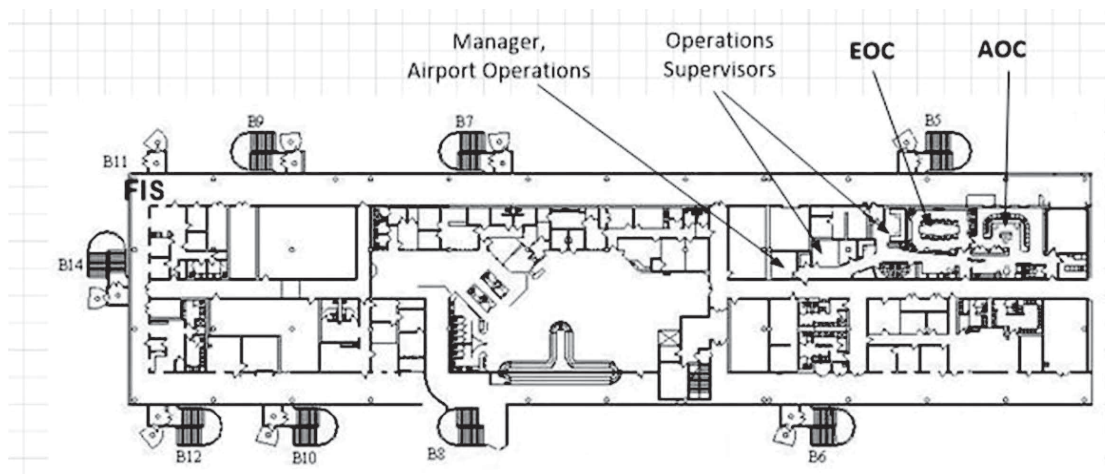 Manager,
Airport Operations
Operations
Supervisors
EOC
AOC
B9
B7
B5
B11
FIS
B14
B12
B10
B8
B6